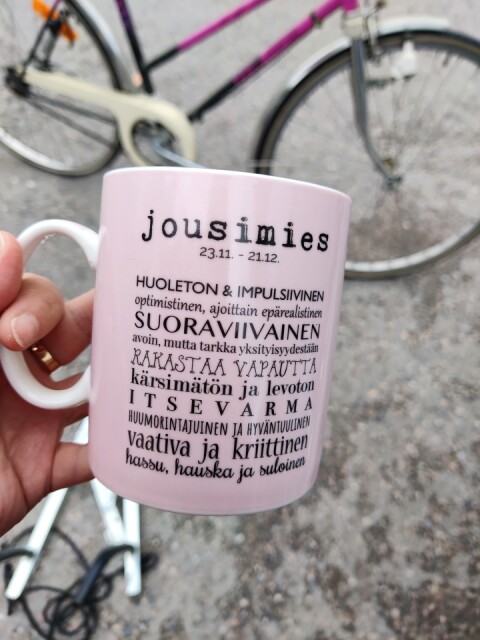 jousimies
23.11. - 21.12.
HUOLETON & IMPULSIIVINEN
optimistinen, ajoittain epärealistinen
SUORAVIIVAINEN
avoin, mutta tarkka yksityisyydestään
RAKASTAA VAPAUTTA
kärsimätön ja levoton
ITSEVARMA
HUUMORINTAJUINEN JA HYVÄNTUULINEN
vaativa ja kriittinen
hassu, hauska ja suloinen